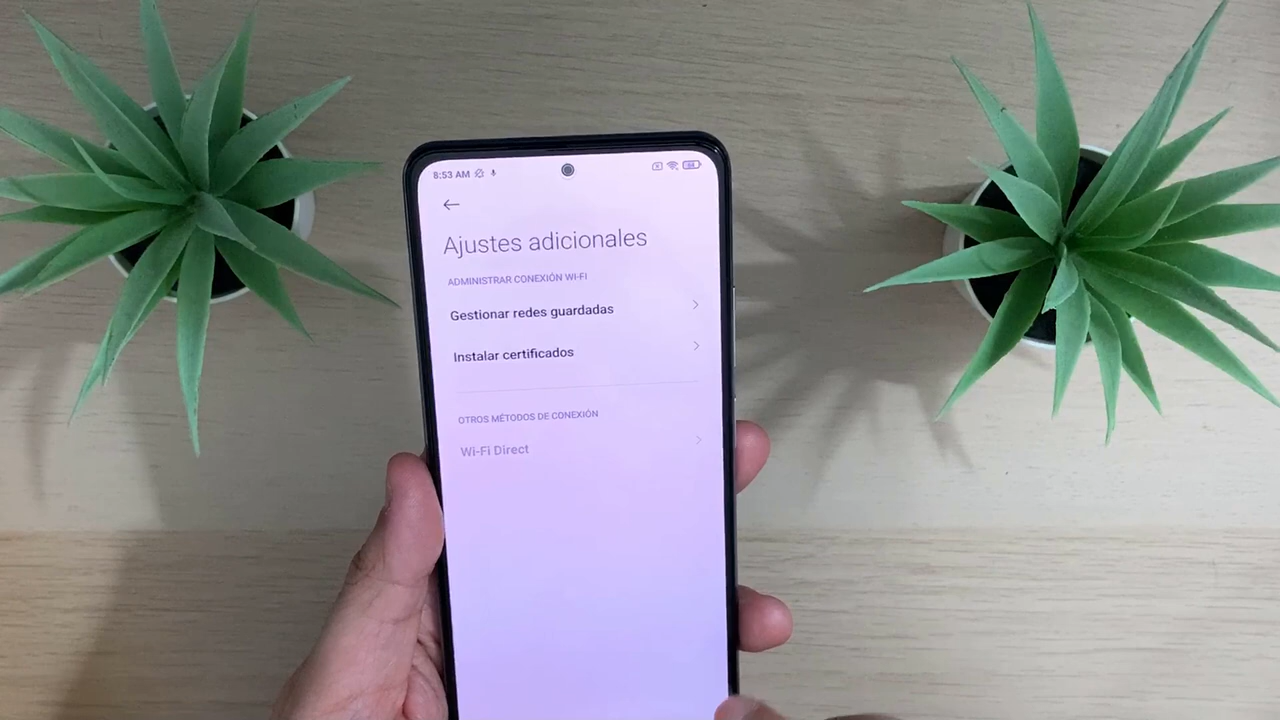 8:53 AM
Ajustes adicionales
ADMINISTRAR CONEXIÓN WI-FI
Gestionar redes guardadas
Instalar certificados
OTROS MÉTODOS DE CONEXIÓN
Wi-Fi Direct